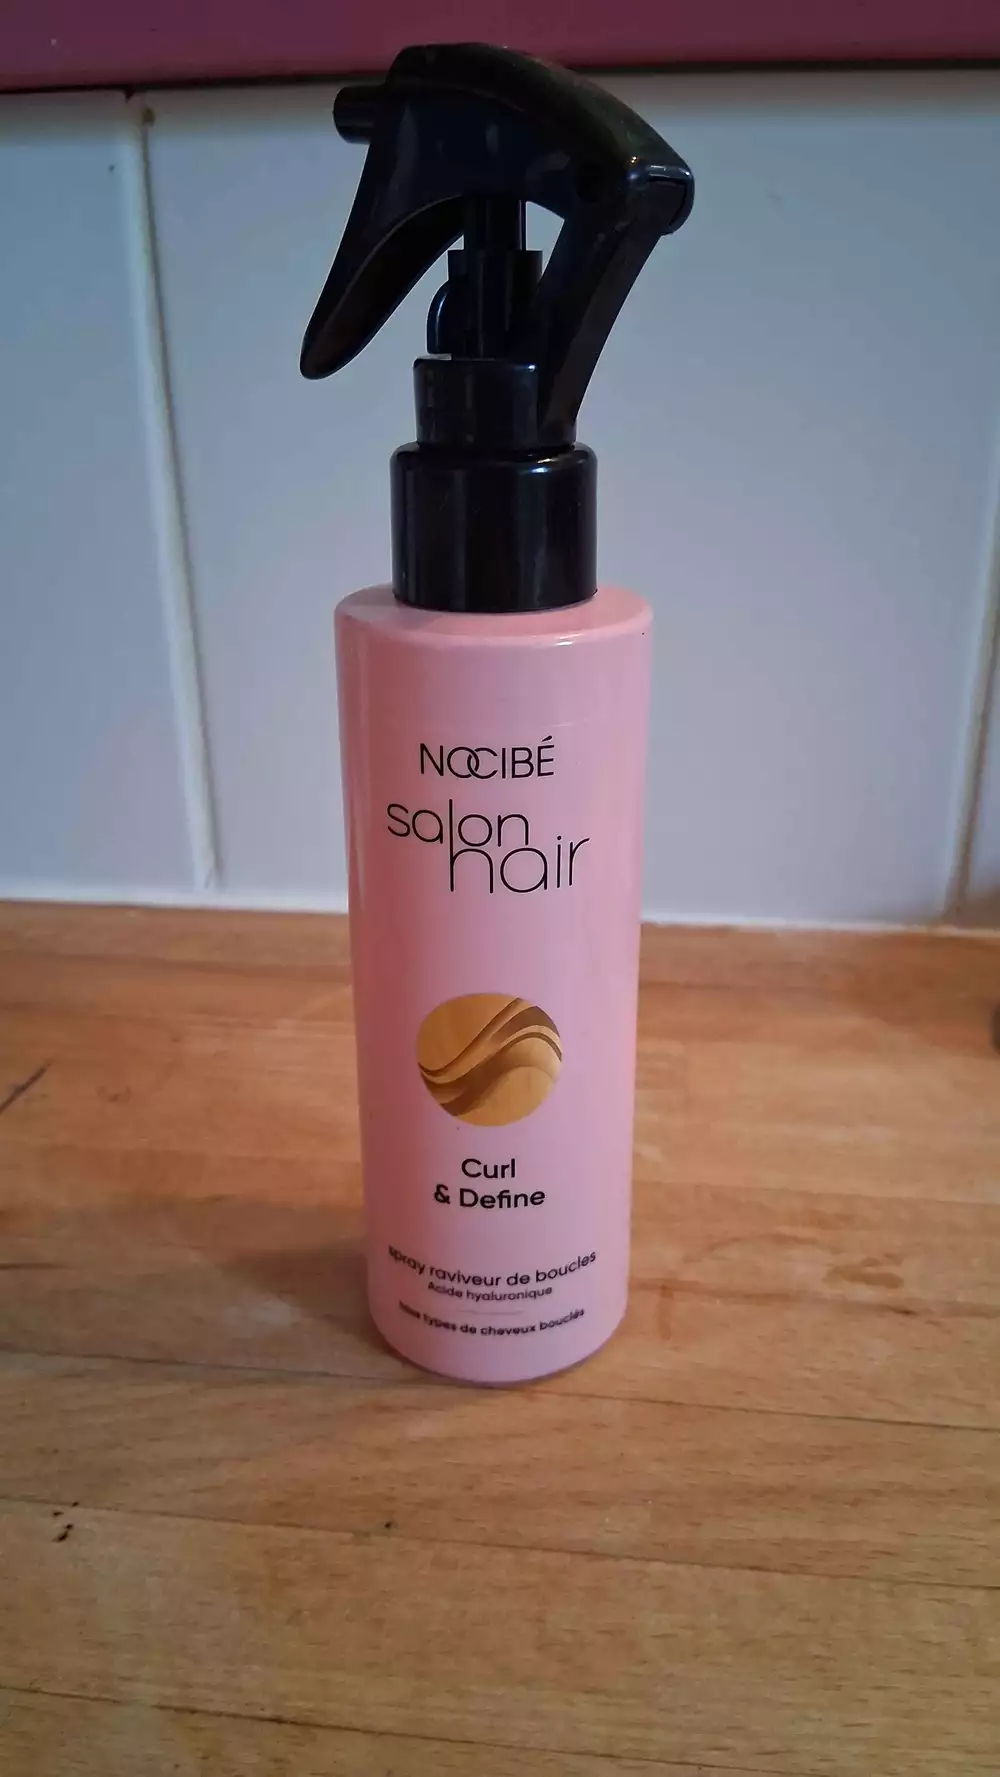 NOCIBÉ
salon
hair
Curl
& Define
spray raviveur de boucles
Acide hyaluronique
tous types de cheveux bouclés